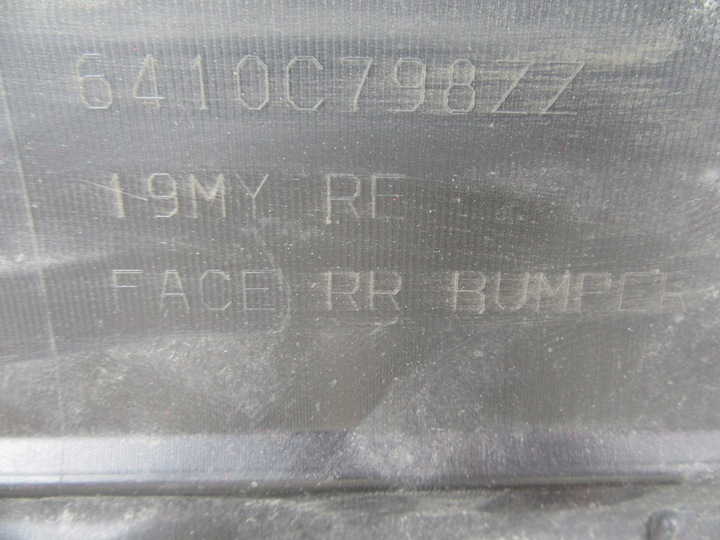 6410C798ZZ
19MY RF
FACE RR BUMPER